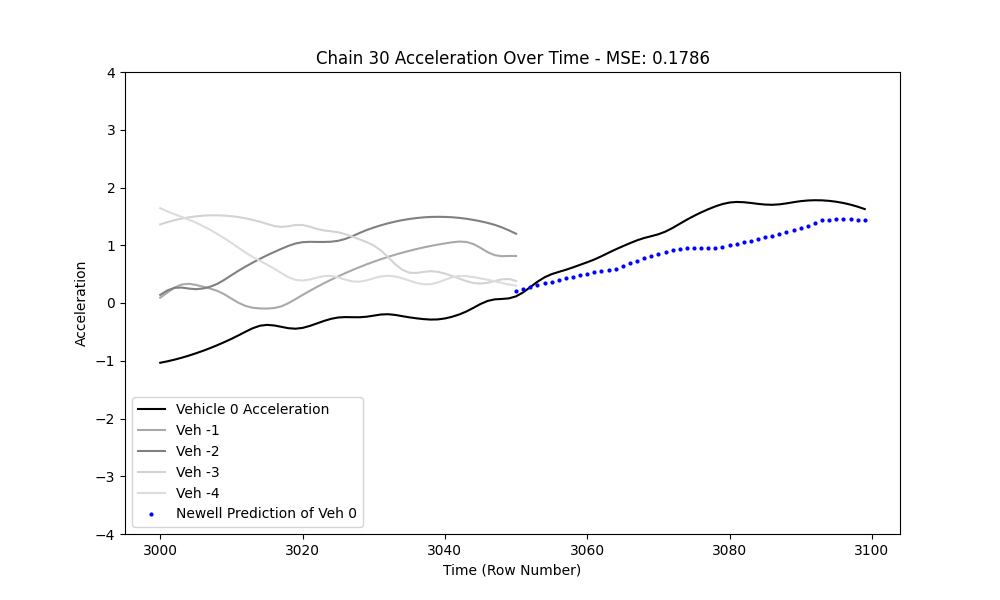 Chain 30 Acceleration Over Time - MSE: 0.1786
Acceleration
4
3
2
1
0
−1
−2
−3
−4
Vehicle 0 Acceleration
Veh -1
Veh -2
Veh -3
Veh -4
Newell Prediction of Veh 0
3000 3020 3040 3060 3080 3100
Time (Row Number)